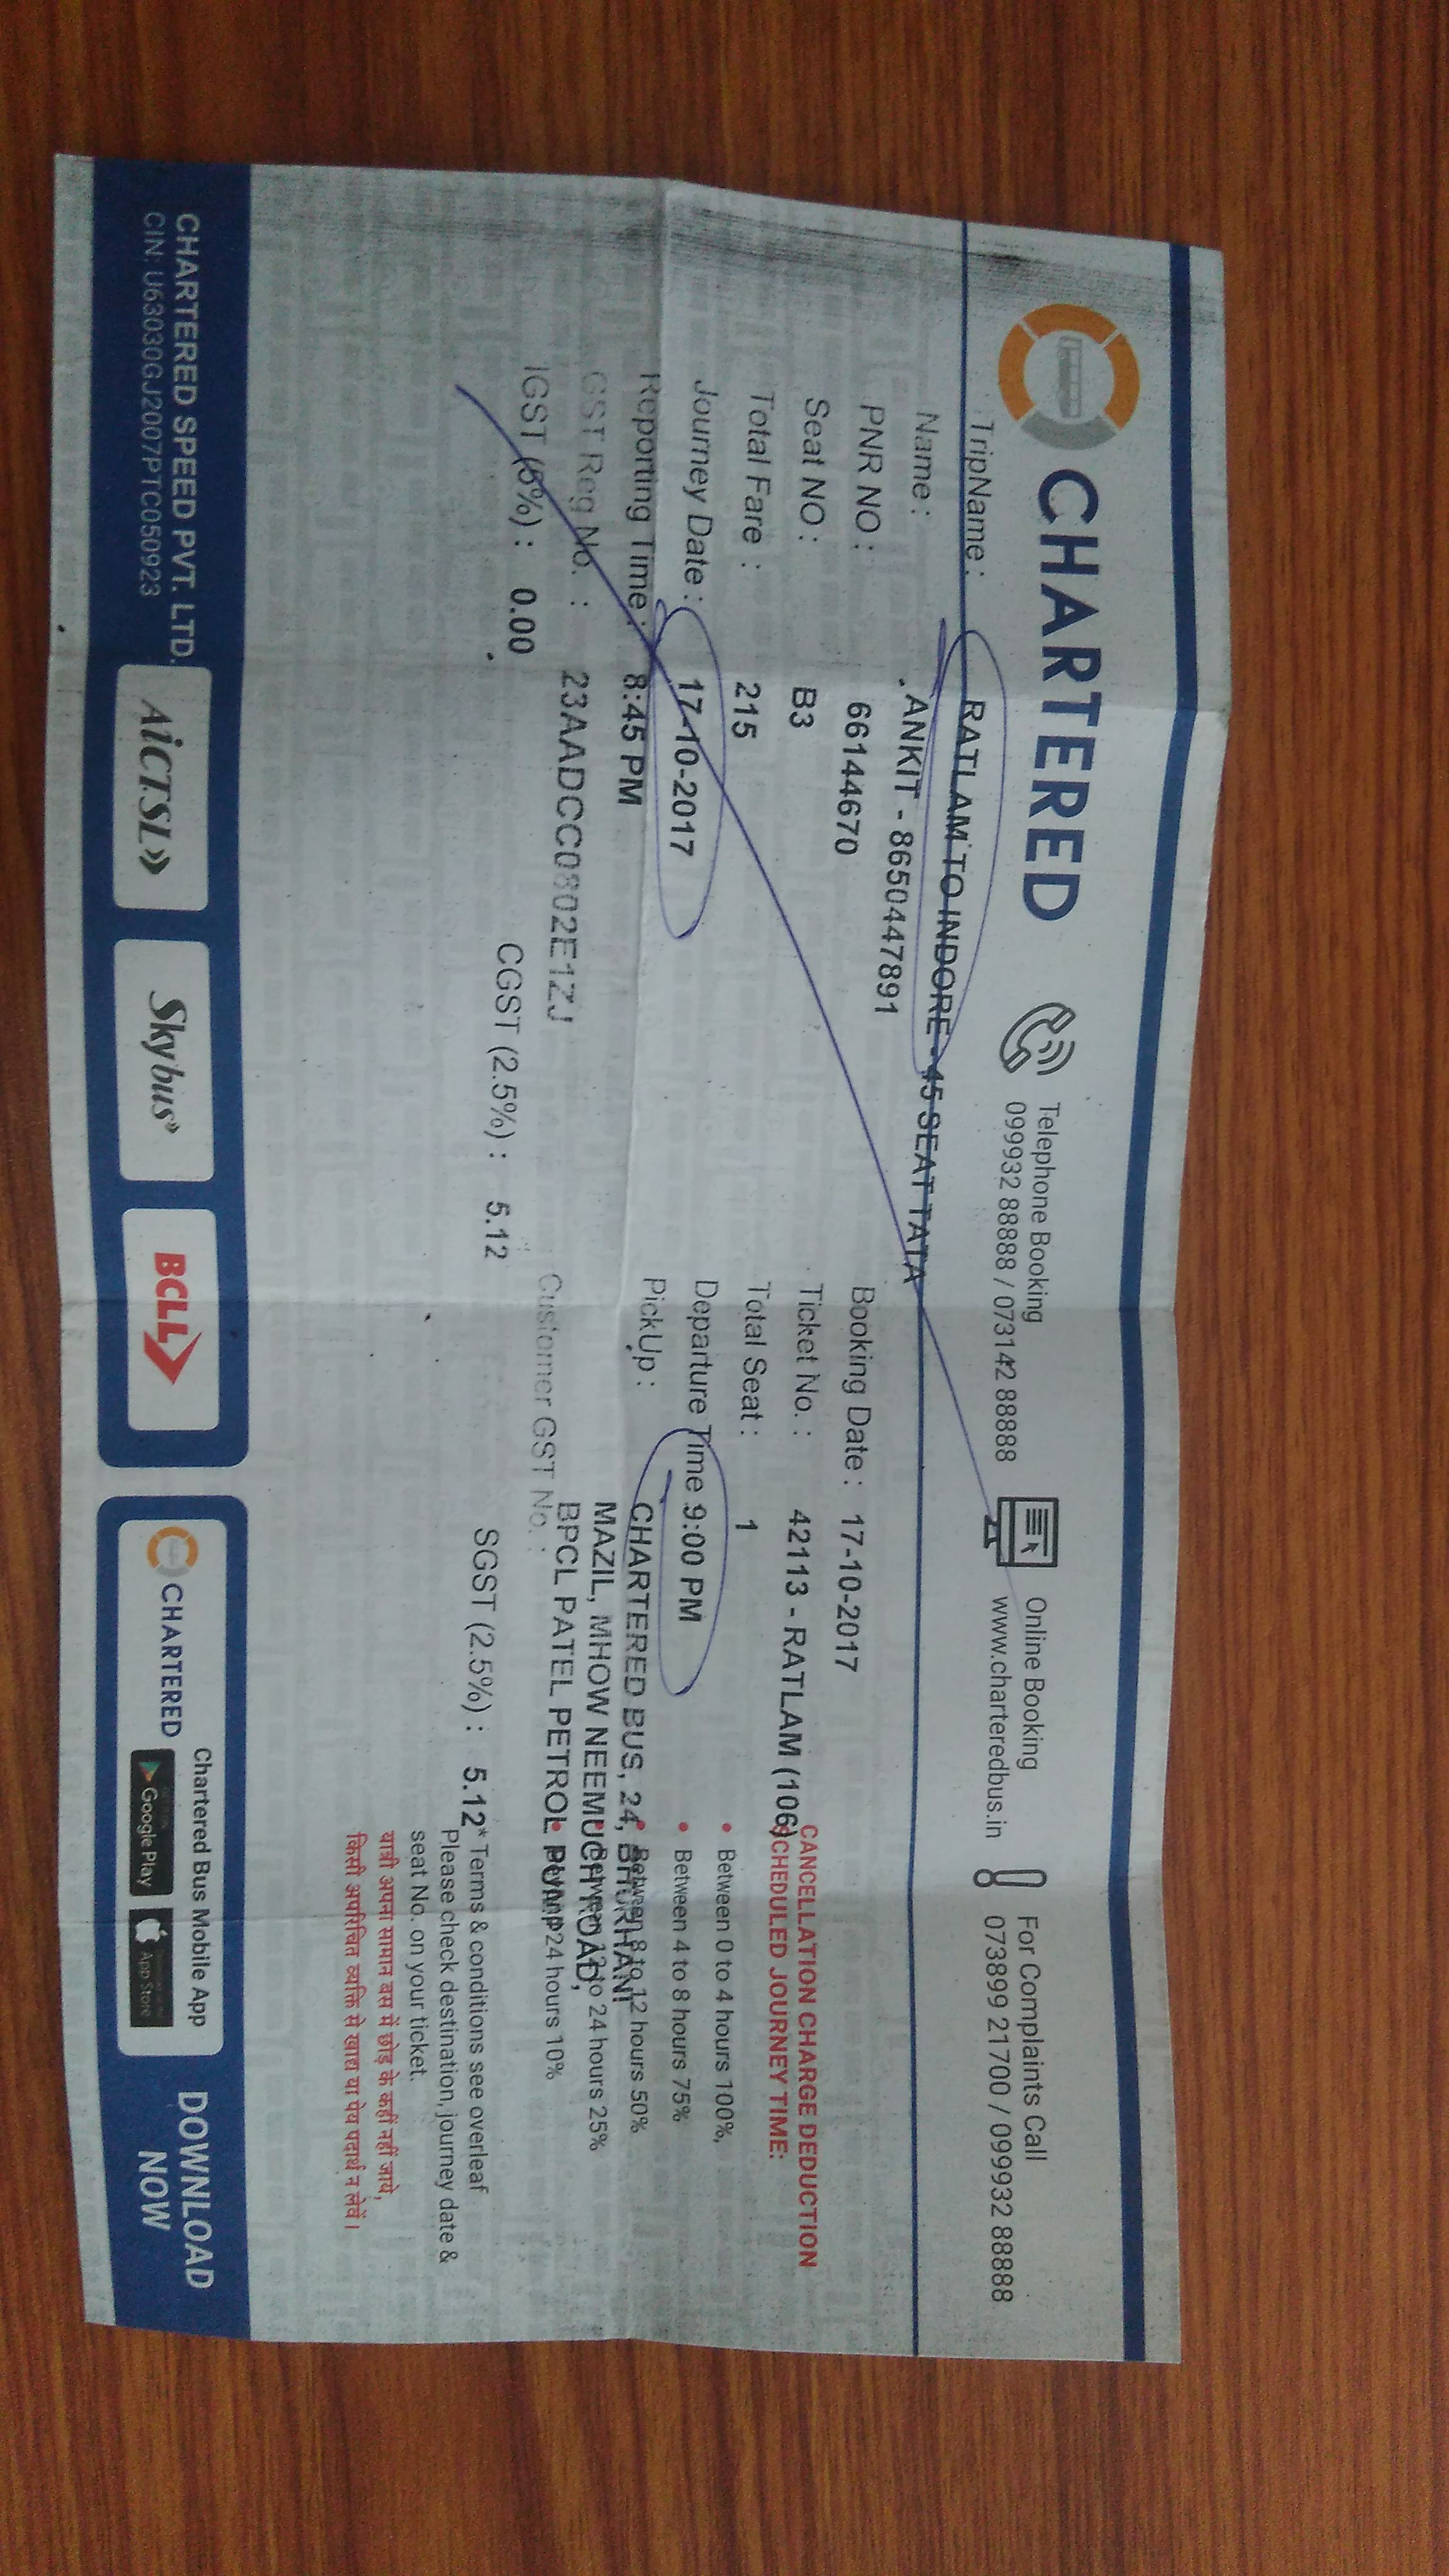 CHARTERED
Telephone Booking
099932 88888 / 073142 88888
Online Booking
www.charteredbus.in
For Complaints Call
073899 21700 / 099932 88888
TripName : RATLAM TO INDORE - 45 SEAT TATA
Name : ANKIT - 8650447891
PNR NO : 66144670 Booking Date : 17-10-2017
Seat NO : B3 Ticket No. : 42113 - RATLAM (106)
Total Fare : 215 Total Seat : 1
Journey Date : 17-10-2017 Departure Time : 9:00 PM
Reporting Time : 8:45 PM PickUp : CHARTERED BUS, 24, BHURHANI
MAZIL, MHOW NEEMUCH ROAD,
BPCL PATEL PETROL PUMP
GST Reg No. : 23AADCC0802E1ZJ Customer GST No. :
IGST (5%) : 0.00 CGST (2.5%) : 5.12 SGST (2.5%) : 5.12
CANCELLATION CHARGE DEDUCTION
SCHEDULED JOURNEY TIME:
• Between 0 to 4 hours 100%,
• Between 4 to 8 hours 75%
• Between 8 to 12 hours 50%
• Between 12 to 24 hours 25%
• 24 hours 10%
* Terms & conditions see overleaf
Please check destination, journey date &
seat No. on your ticket.
यात्री अपना सामान बस में छोड़ के कहीं नहीं जाये,
किसी अपरिचित व्यक्ति से खाद्य या पेय पदार्थ न लेवें।
CHARTERED SPEED PVT. LTD.
CIN: U63030GJ2007PTC050923
AiCTSL
Skybus
BCLL
CHARTERED
Chartered Bus Mobile App
Google Play
App Store
DOWNLOAD
NOW